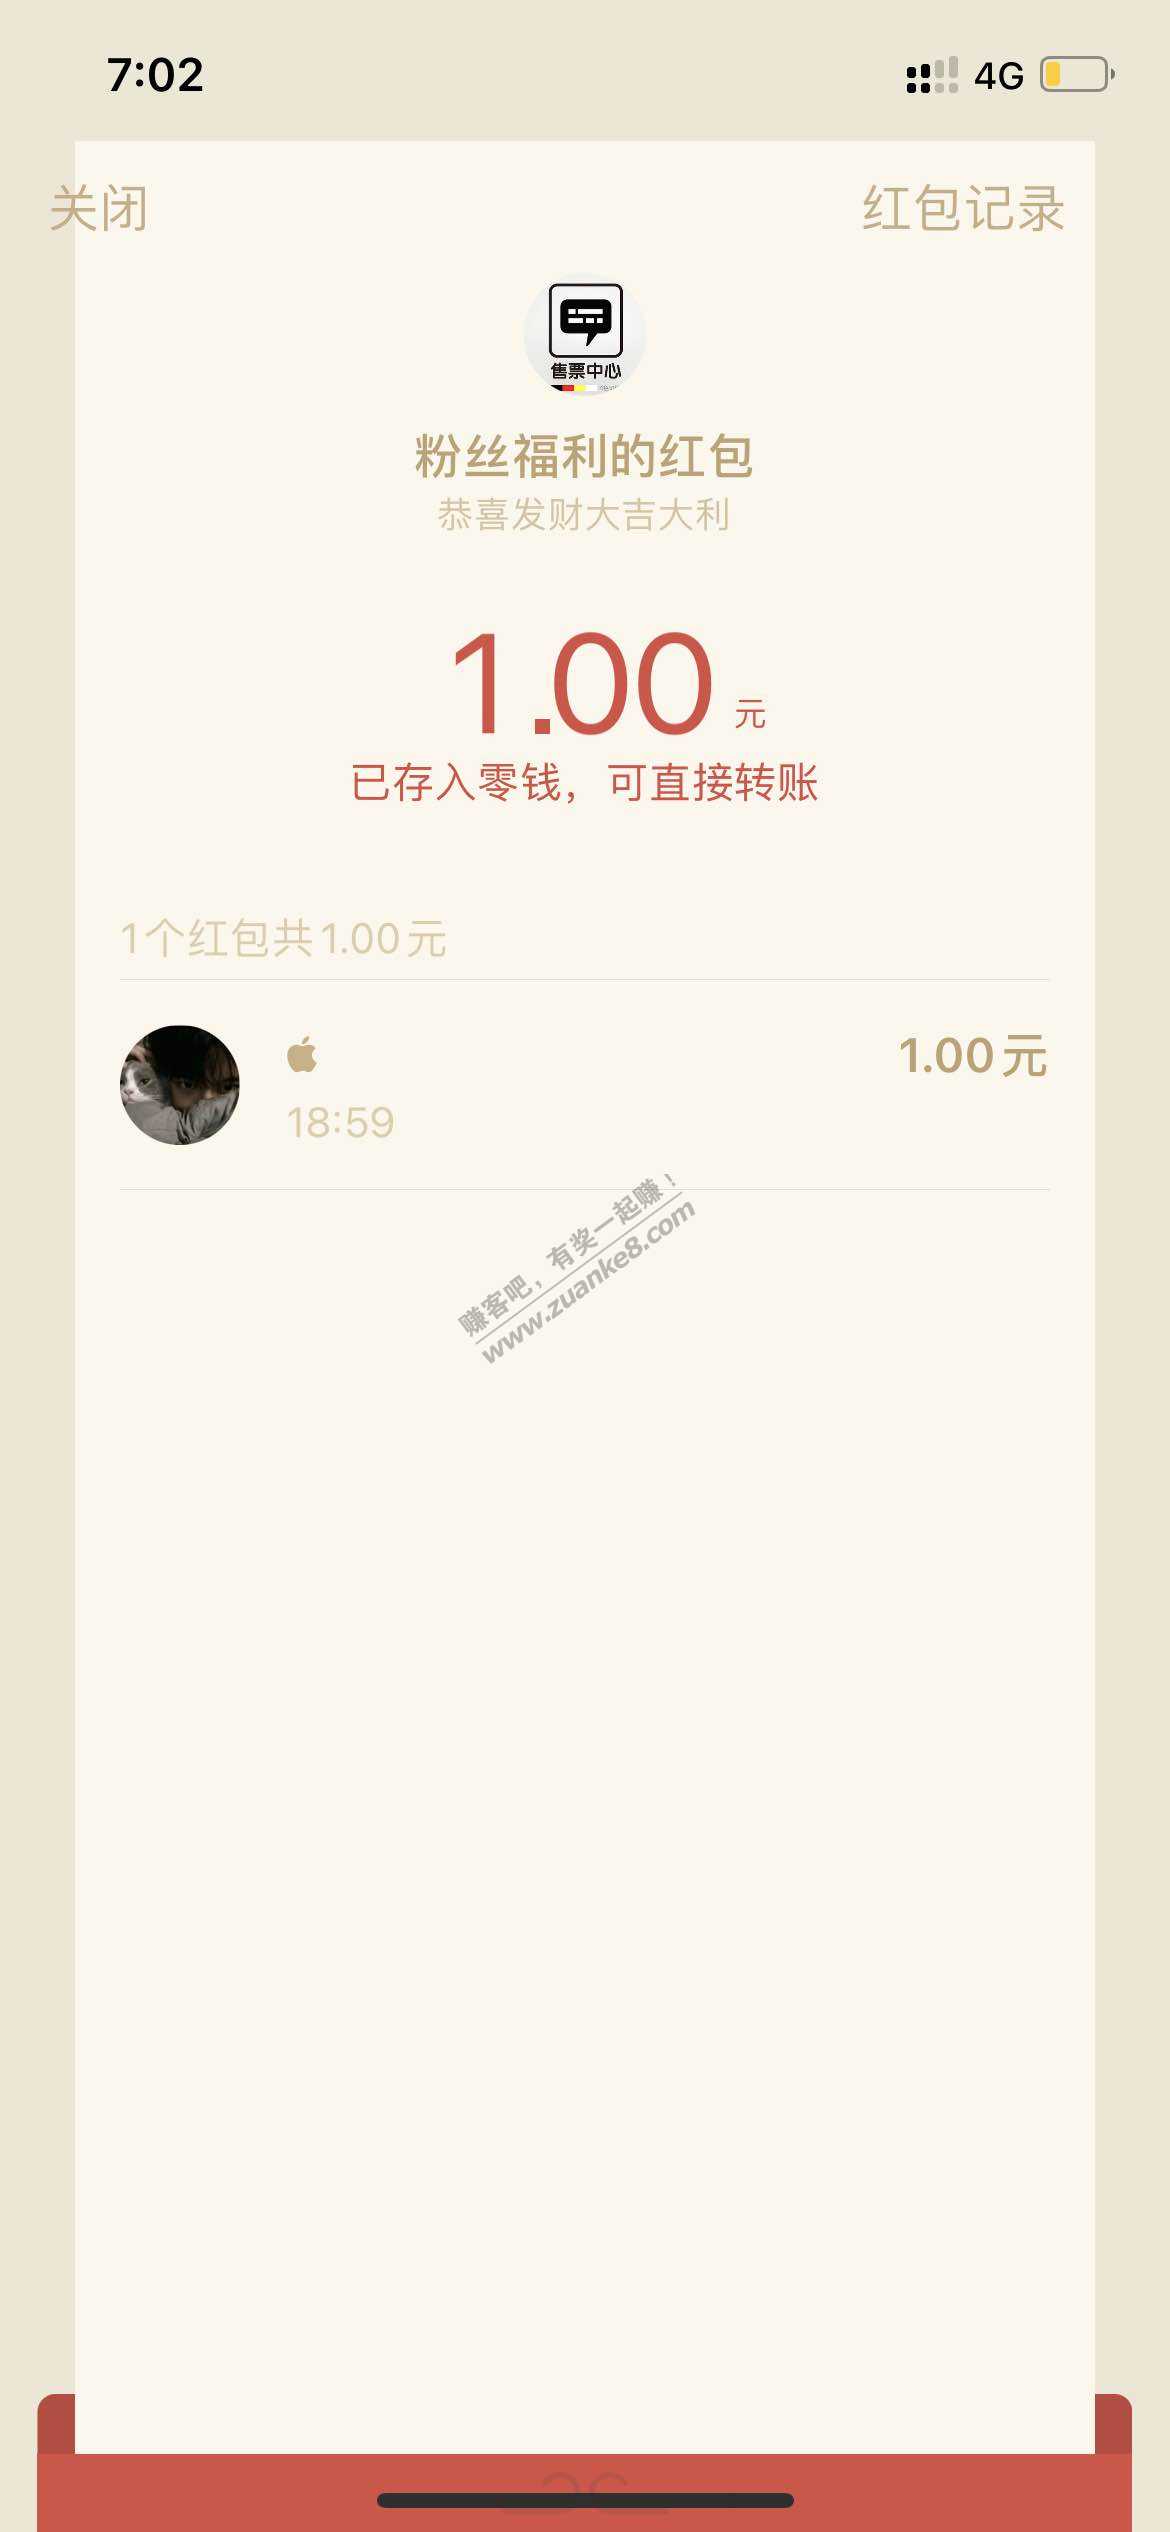 7:02
4G
关闭
红包记录
售票中心
粉丝福利的红包
恭喜发财大吉大利
1.00 元
已存入零钱，可直接转账
1个红包共1.00元
1.00元
18:59
赚客吧，有奖一起赚！
www.zuanke8.com